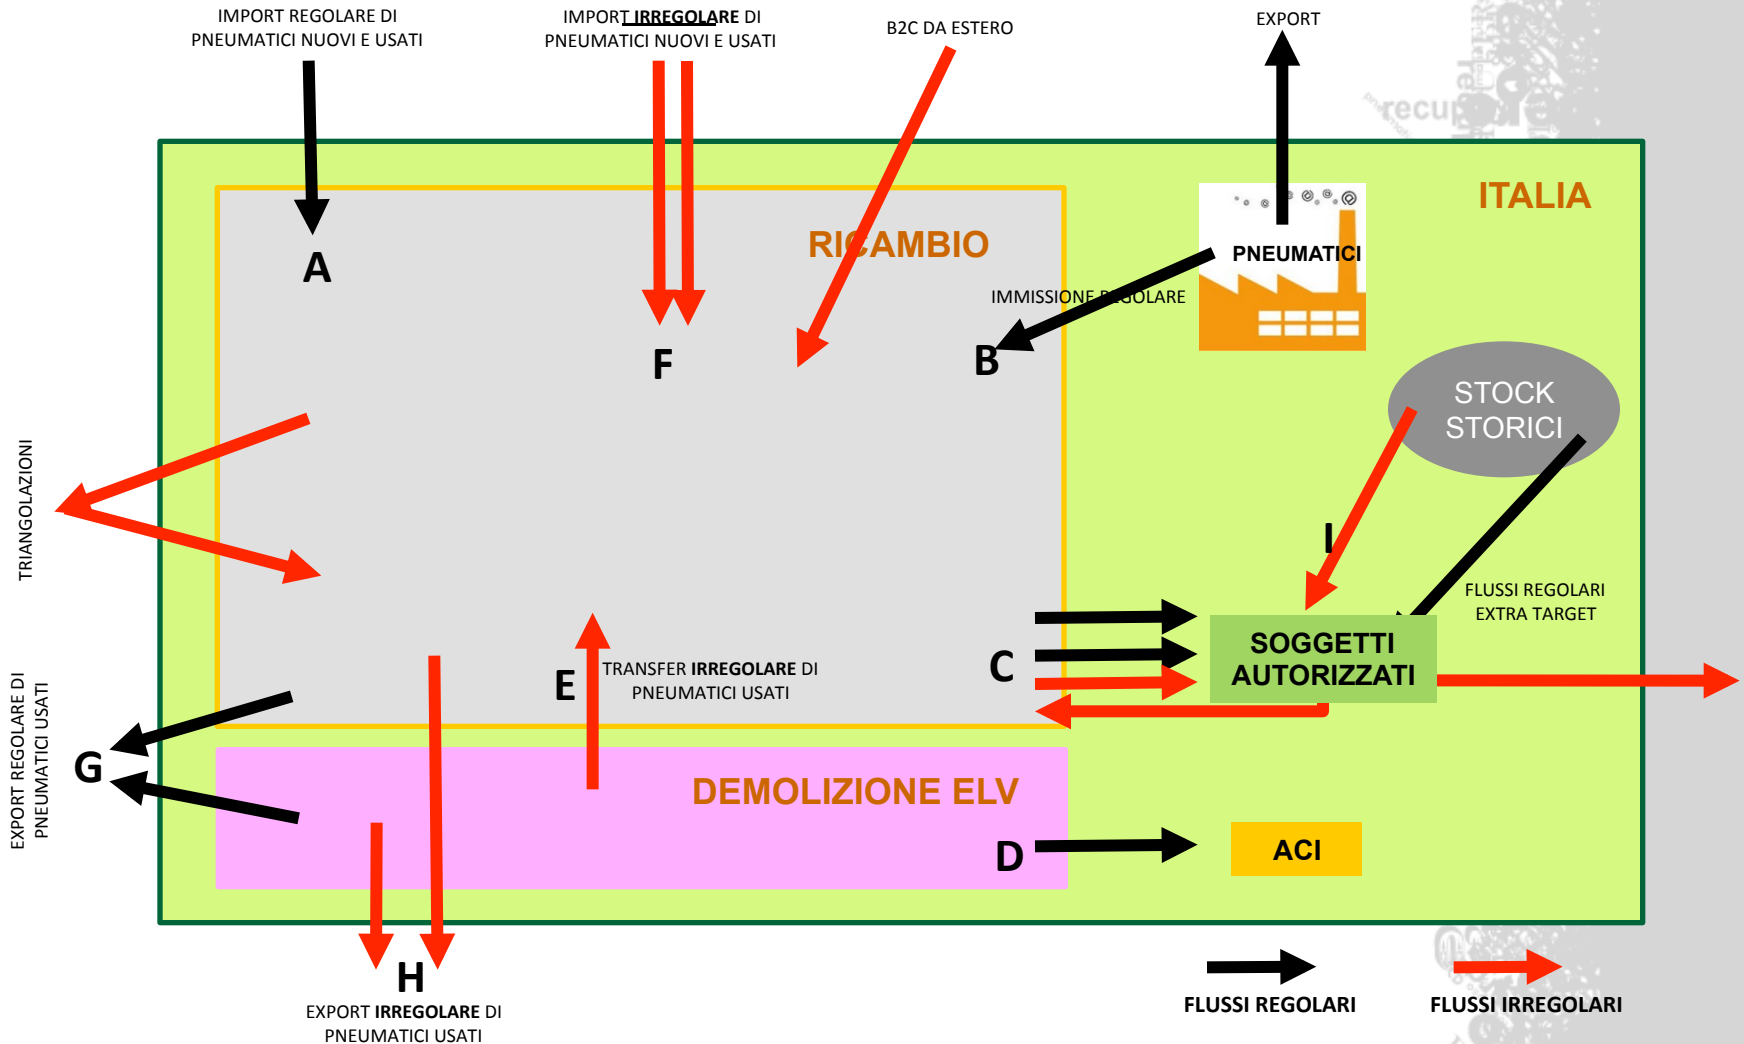 IMPORT REGOLARE DI
PNEUMATICI NUOVI E USATI
IMPORT IRREGOLARE DI
PNEUMATICI NUOVI E USATI
B2C DA ESTERO
EXPORT
recup
ITALIA
RICAMBIO
PNEUMATICI
A
IMMISSIONE REGOLARE
F
B
STOCK
STORICI
TRIANGOLAZIONI
I
FLUSSI REGOLARI
EXTRA TARGET
SOGGETTI
AUTORIZZATI
C
E
TRANSFER IRREGOLARE DI
PNEUMATICI USATI
EXPORT REGOLARE DI
PNEUMATICI USATI
G
DEMOLIZIONE ELV
D
ACI
H
EXPORT IRREGOLARE DI
PNEUMATICI USATI
FLUSSI REGOLARI
FLUSSI IRREGOLARI